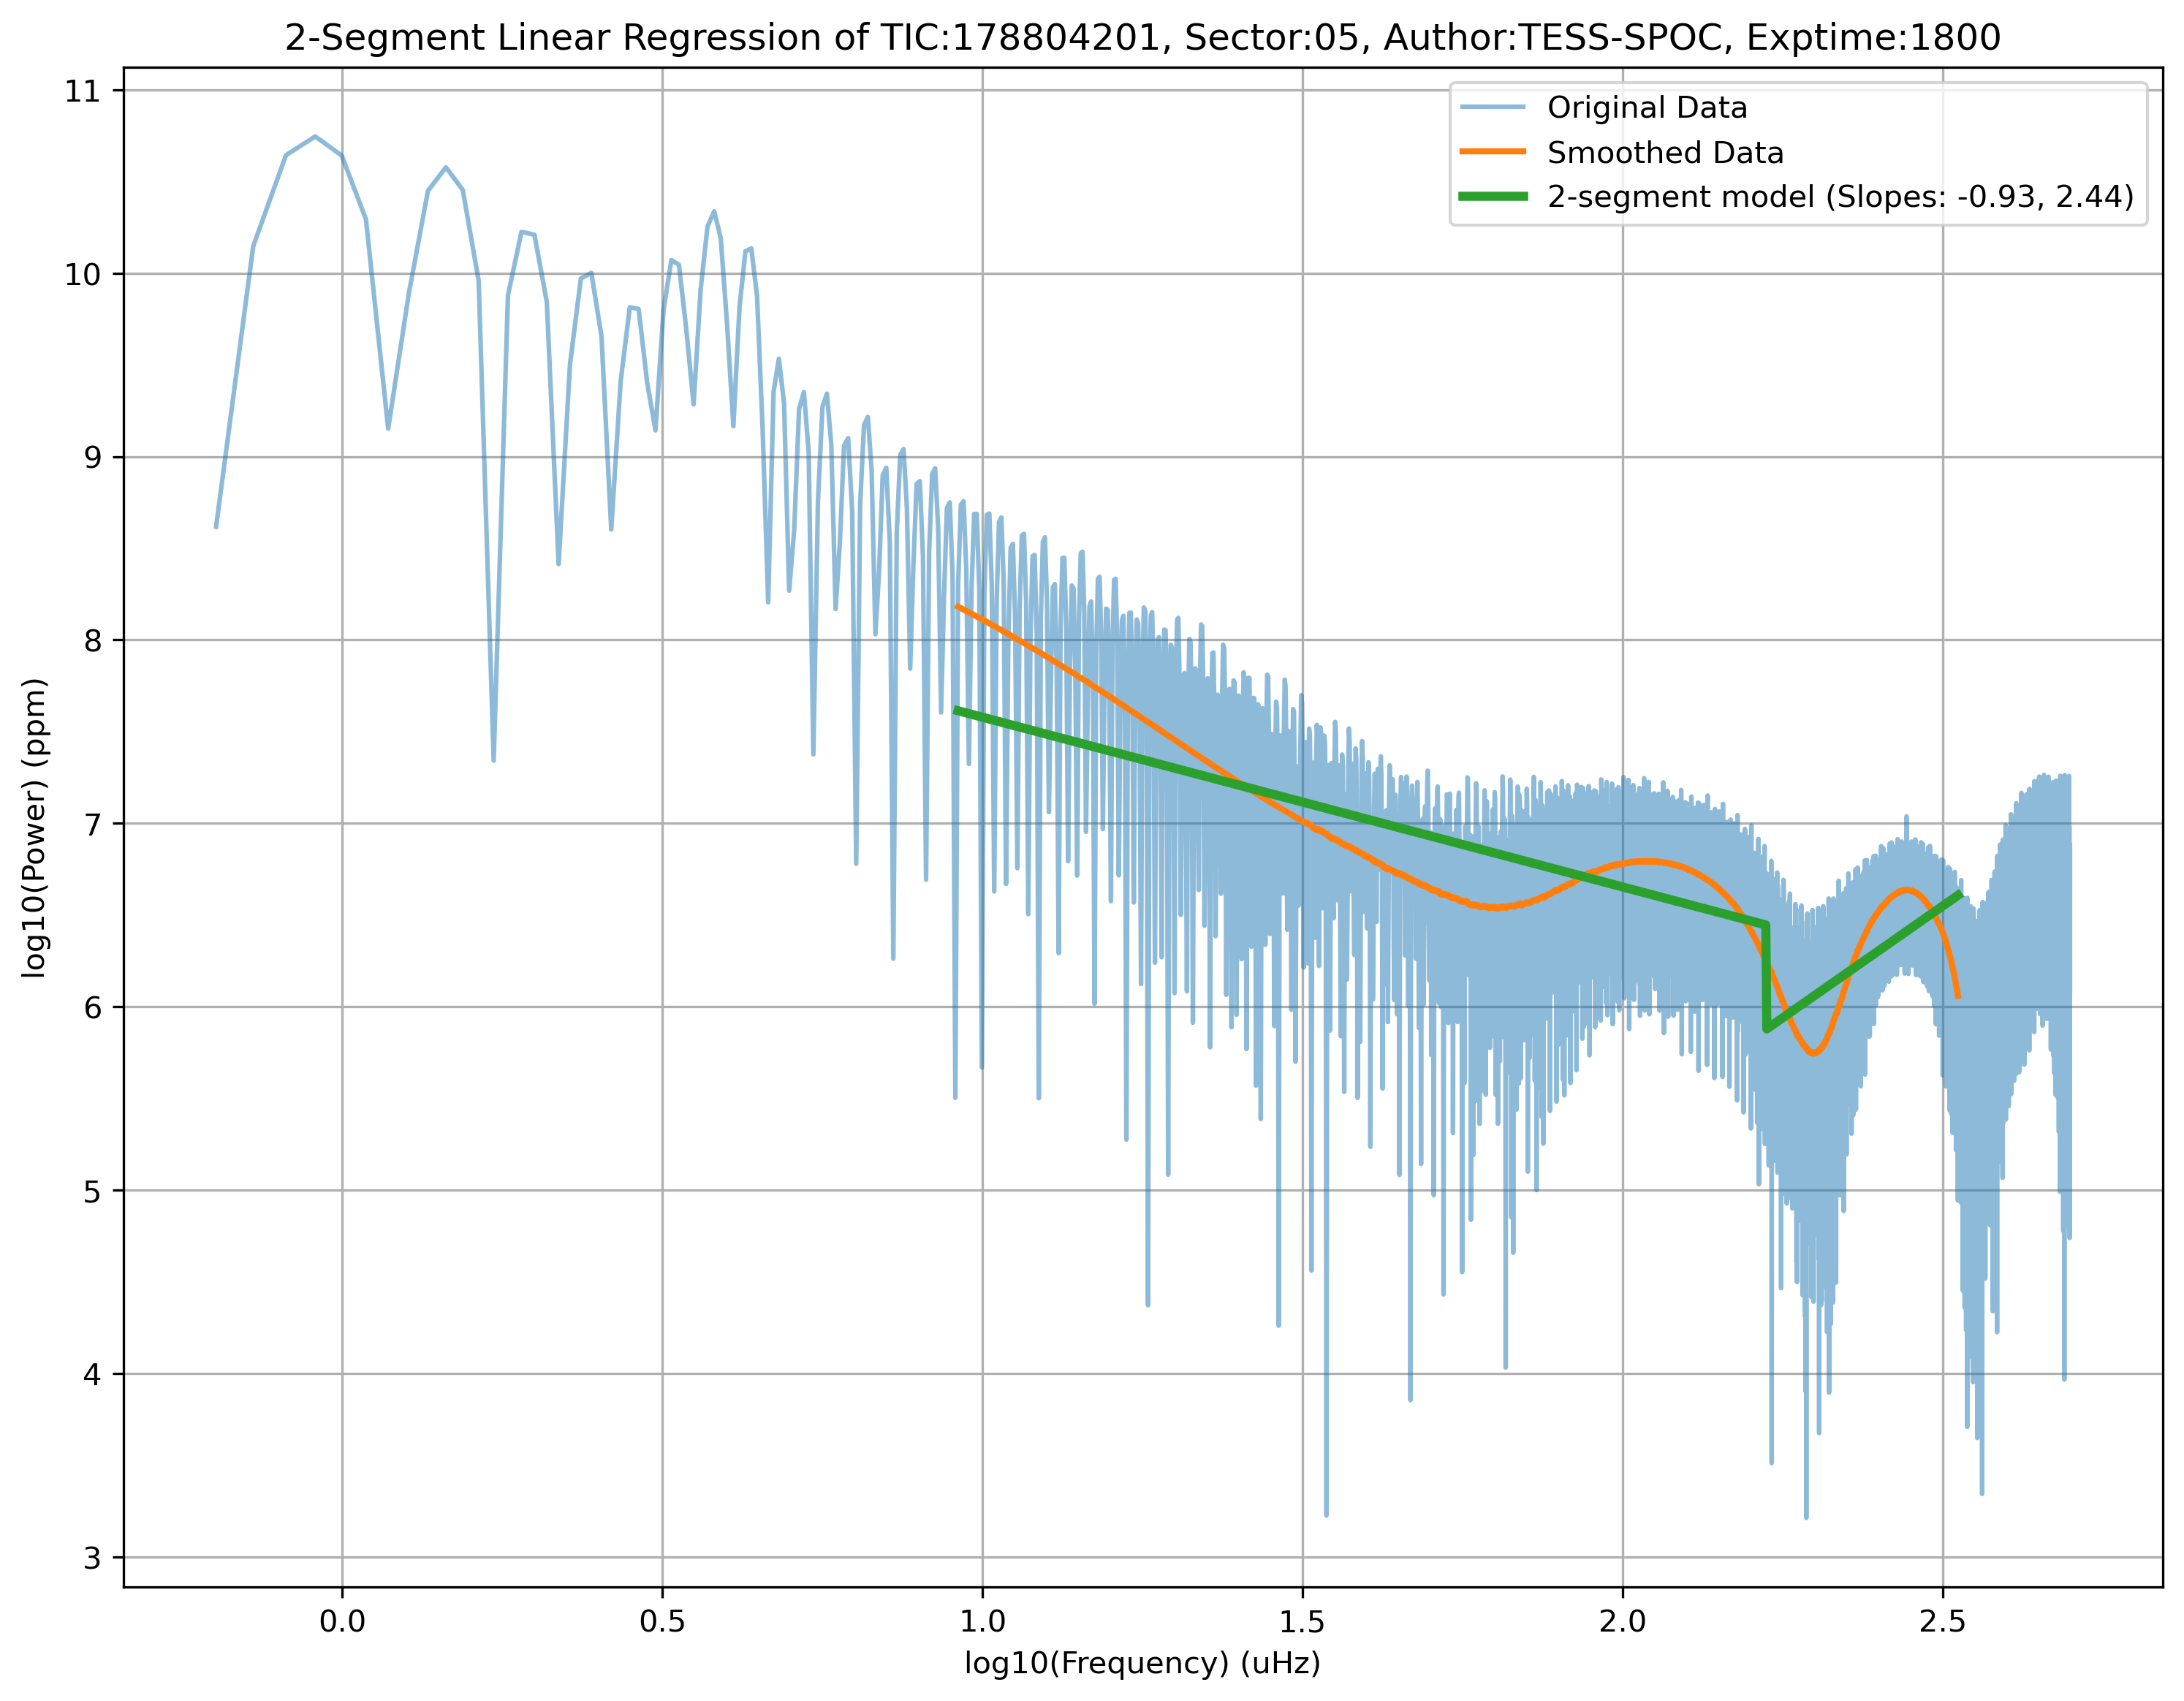 2-Segment Linear Regression of TIC:178804201, Sector:05, Author:TESS-SPOC, Exptime:1800
Original Data
Smoothed Data
2-segment model (Slopes: -0.93, 2.44)
log10(Power) (ppm)
11
10
9
8
7
6
5
4
3
0.0 0.5 1.0 1.5 2.0 2.5
log10(Frequency) (uHz)